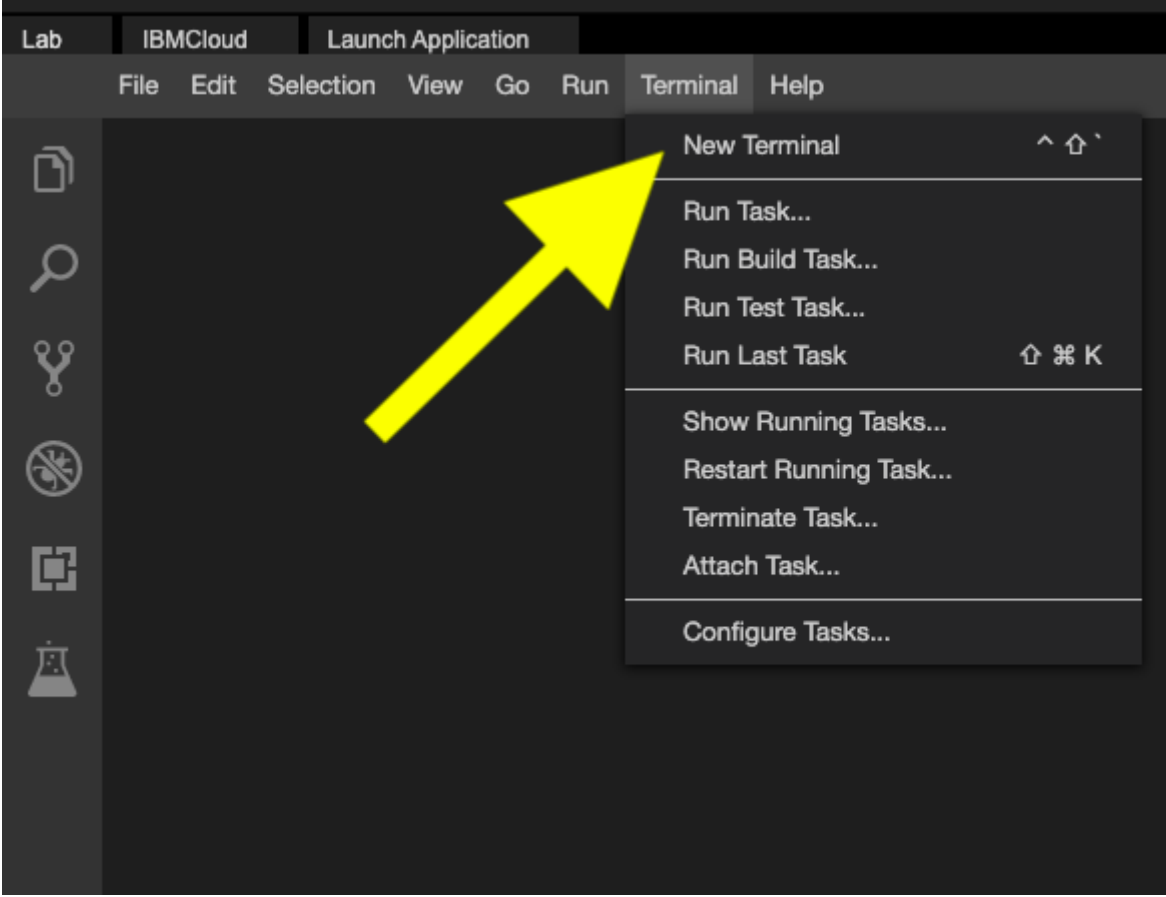 Lab IBMCloud Launch Application
File Edit Selection View Go Run Terminal Help
New Terminal ^ ⇧ `
Run Task...
Run Build Task...
Run Test Task...
Run Last Task ⇧ ⌘ K
Show Running Tasks...
Restart Running Task...
Terminate Task...
Attach Task...
Configure Tasks...